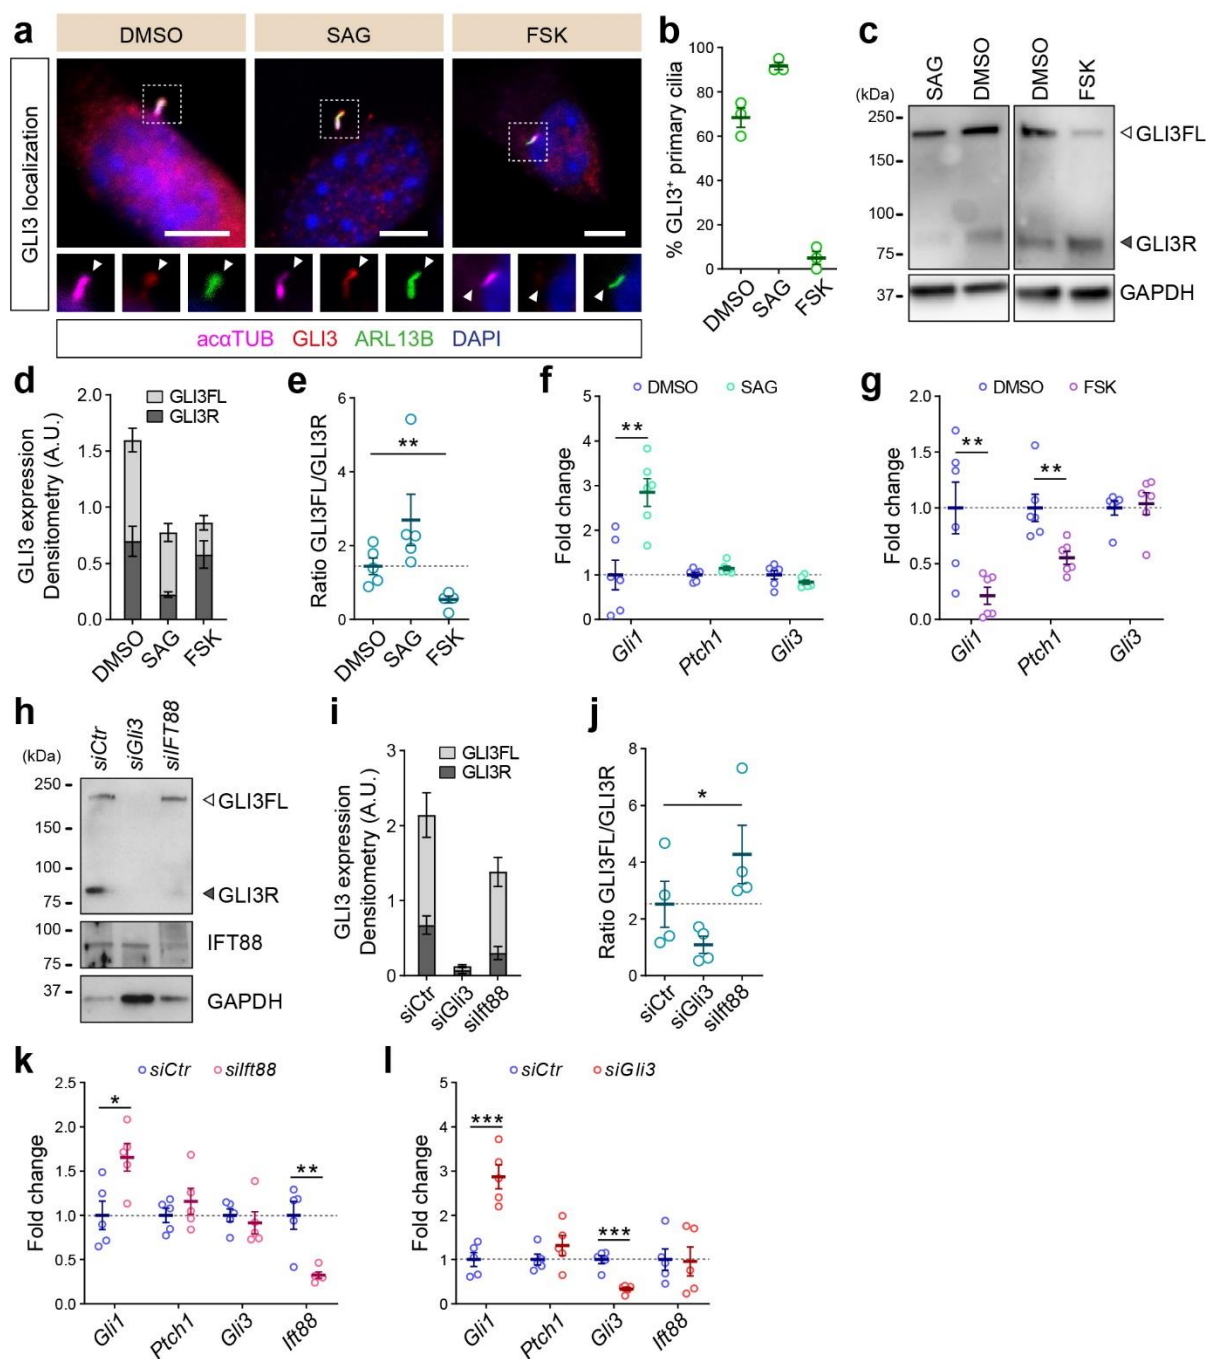 a
DMSO SAG FSK
GLI3 localization
acαTUB GLI3 ARL13B DAPI
b
% GLI3⁺ primary cilia
100
80
60
40
20
0
DMSO SAG FSK
c
SAG DMSO DMSO FSK
(kDa)
250
150
100
75
37
GLI3FL
GLI3R
GAPDH
d
GLI3 expression
Densitometry (A.U.)
GLI3FL
GLI3R
2.0
1.5
1.0
0.5
0.0
DMSO SAG FSK
e
Ratio GLI3FL/GLI3R
6
4
2
0
**
DMSO SAG FSK
f
DMSO SAG
Fold change
5
4
3
2
1
0
**
Gli1 Ptch1 Gli3
g
DMSO FSK
Fold change
2.0
1.5
1.0
0.5
0.0
** **
Gli1 Ptch1 Gli3
h
siCtr siGli3 siIFT88
(kDa)
250
150
100
75
100
75
37
GLI3FL
GLI3R
IFT88
GAPDH
i
GLI3 expression
Densitometry (A.U.)
GLI3FL
GLI3R
3
2
1
0
siCtr siGli3 siIft88
j
Ratio GLI3FL/GLI3R
8
6
4
2
0
*
siCtr siGli3 siIft88
k
siCtr siIft88
Fold change
2.5
2.0
1.5
1.0
0.5
0.0
* **
Gli1 Ptch1 Gli3 Ift88
l
siCtr siGli3
Fold change
5
4
3
2
1
0
*** ***
Gli1 Ptch1 Gli3 Ift88